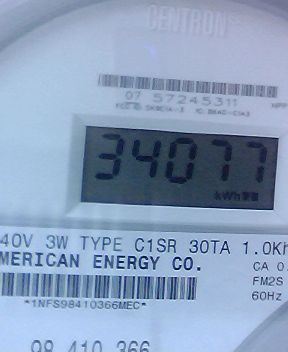 CENTRON
07 57245311
34077
kWh
40V 3W TYPE C1SR 30TA 1.0Kh
MERICAN ENERGY CO.
CA 0.
FM2S
60Hz
*1NFS98410366MEC*
98 410 366